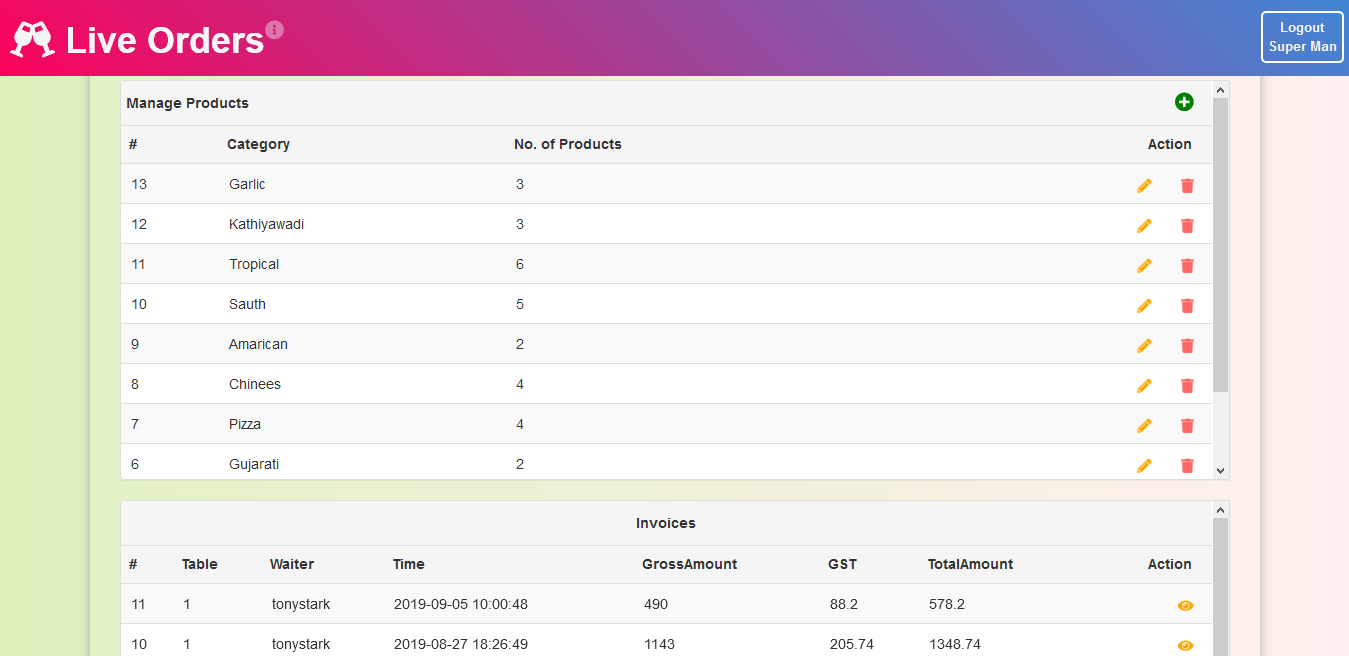 Live Orders
Logout
Super Man
Manage Products
# Category No. of Products Action
13 Garlic 3
12 Kathiyawadi 3
11 Tropical 6
10 Sauth 5
9 Amarican 2
8 Chinees 4
7 Pizza 4
6 Gujarati 2
Invoices
# Table Waiter Time GrossAmount GST TotalAmount Action
11 1 tonystark 2019-09-05 10:00:48 490 88.2 578.2
10 1 tonystark 2019-08-27 18:26:49 1143 205.74 1348.74